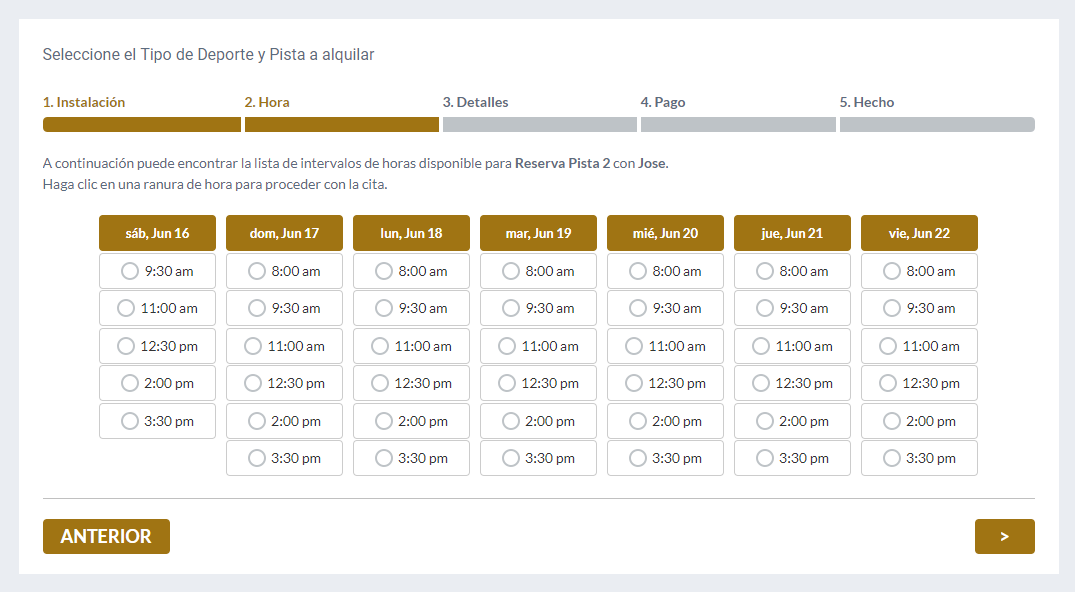 Seleccione el Tipo de Deporte y Pista a alquilar
1. Instalación 2. Hora 3. Detalles 4. Pago 5. Hecho
A continuación puede encontrar la lista de intervalos de horas disponible para Reserva Pista 2 con Jose.
Haga clic en una ranura de hora para proceder con la cita.
sáb, Jun 16 dom, Jun 17 lun, Jun 18 mar, Jun 19 mié, Jun 20 jue, Jun 21 vie, Jun 22
9:30 am 8:00 am 8:00 am 8:00 am 8:00 am 8:00 am 8:00 am
11:00 am 9:30 am 9:30 am 9:30 am 9:30 am 9:30 am 9:30 am
12:30 pm 11:00 am 11:00 am 11:00 am 11:00 am 11:00 am 11:00 am
2:00 pm 12:30 pm 12:30 pm 12:30 pm 12:30 pm 12:30 pm 12:30 pm
3:30 pm 2:00 pm 2:00 pm 2:00 pm 2:00 pm 2:00 pm 2:00 pm
3:30 pm 3:30 pm 3:30 pm 3:30 pm 3:30 pm 3:30 pm
ANTERIOR >